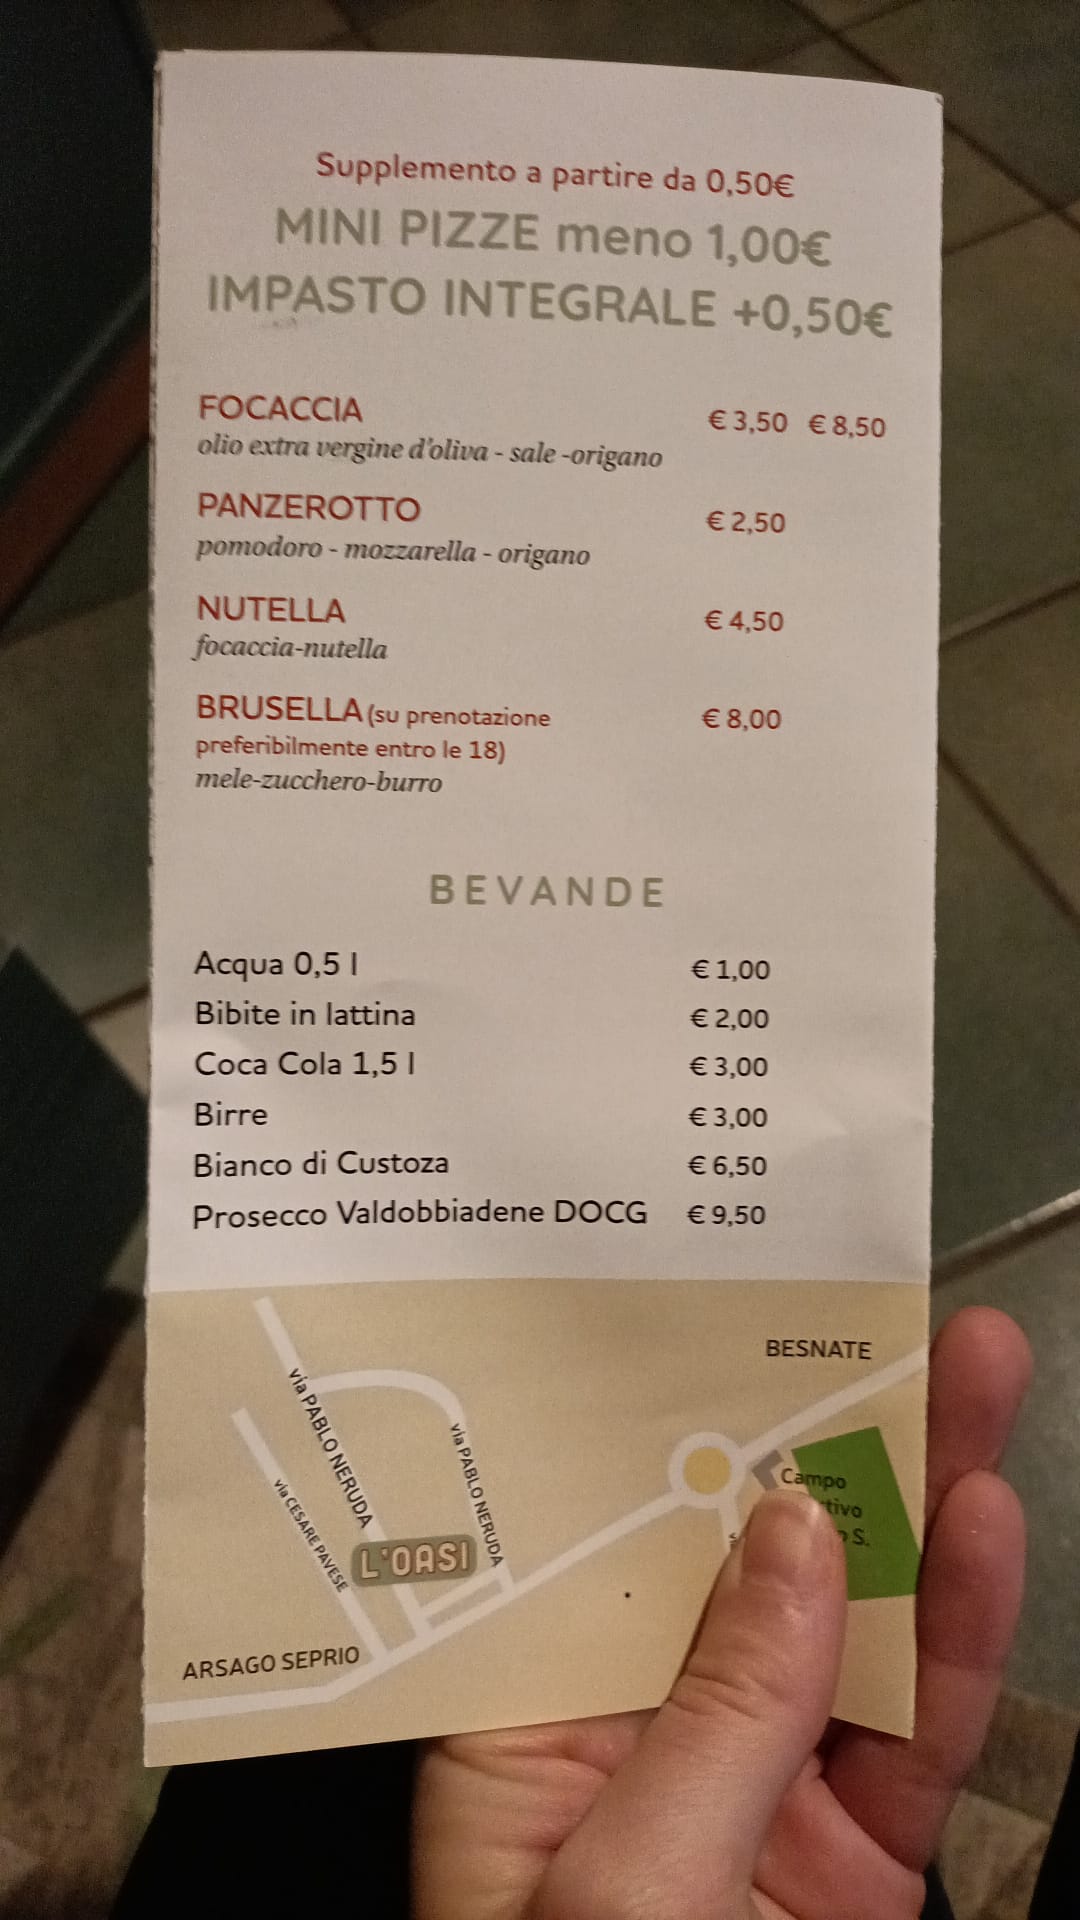 Supplemento a partire da 0,50€
MINI PIZZE meno 1,00€
IMPASTO INTEGRALE +0,50€
FOCACCIA € 3,50 € 8,50
olio extra vergine d'oliva - sale -origano
PANZEROTTO € 2,50
pomodoro - mozzarella - origano
NUTELLA € 4,50
focaccia-nutella
BRUSELLA (su prenotazione € 8,00
preferibilmente entro le 18)
mele-zucchero-burro
BEVANDE
Acqua 0,5 l € 1,00
Bibite in lattina € 2,00
Coca Cola 1,5 l € 3,00
Birre € 3,00
Bianco di Custoza € 6,50
Prosecco Valdobbiadene DOCG € 9,50
BESNATE
via PABLO NERUDA
via PABLO NERUDA
via CESARE PAVESE
Campo
S.
L'OASI
ARSAGO SEPRIO